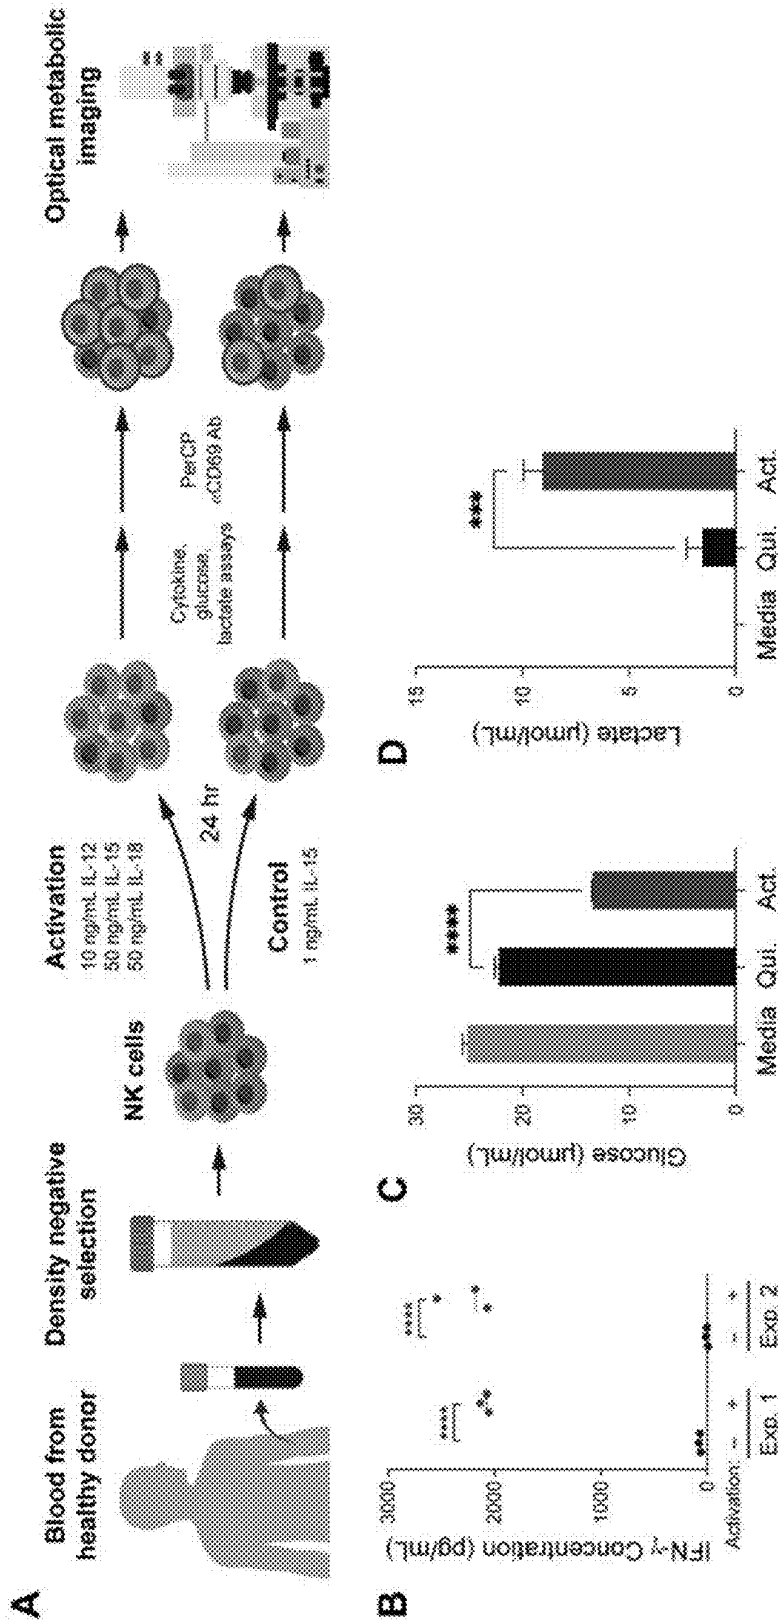 A
Blood from
healthy donor
Density negative
selection
NK cells
Activation
10 ng/mL IL-12
50 ng/mL IL-15
50 ng/mL IL-18
24 hr
Control
1 ng/mL IL-15
Cytokine,
glucose,
lactate assays
PerCP
αCD69 Ab
Optical metabolic
imaging
B
IFN-γ Concentration (pg/mL)
3000
2000
1000
0
****
****
Activation: - + - +
Exp. 1 Exp. 2
C
Glucose (μmol/mL)
30
20
10
0
****
Media Qui. Act.
D
Lactate (μmol/mL)
15
10
5
0
***
Media Qui. Act.